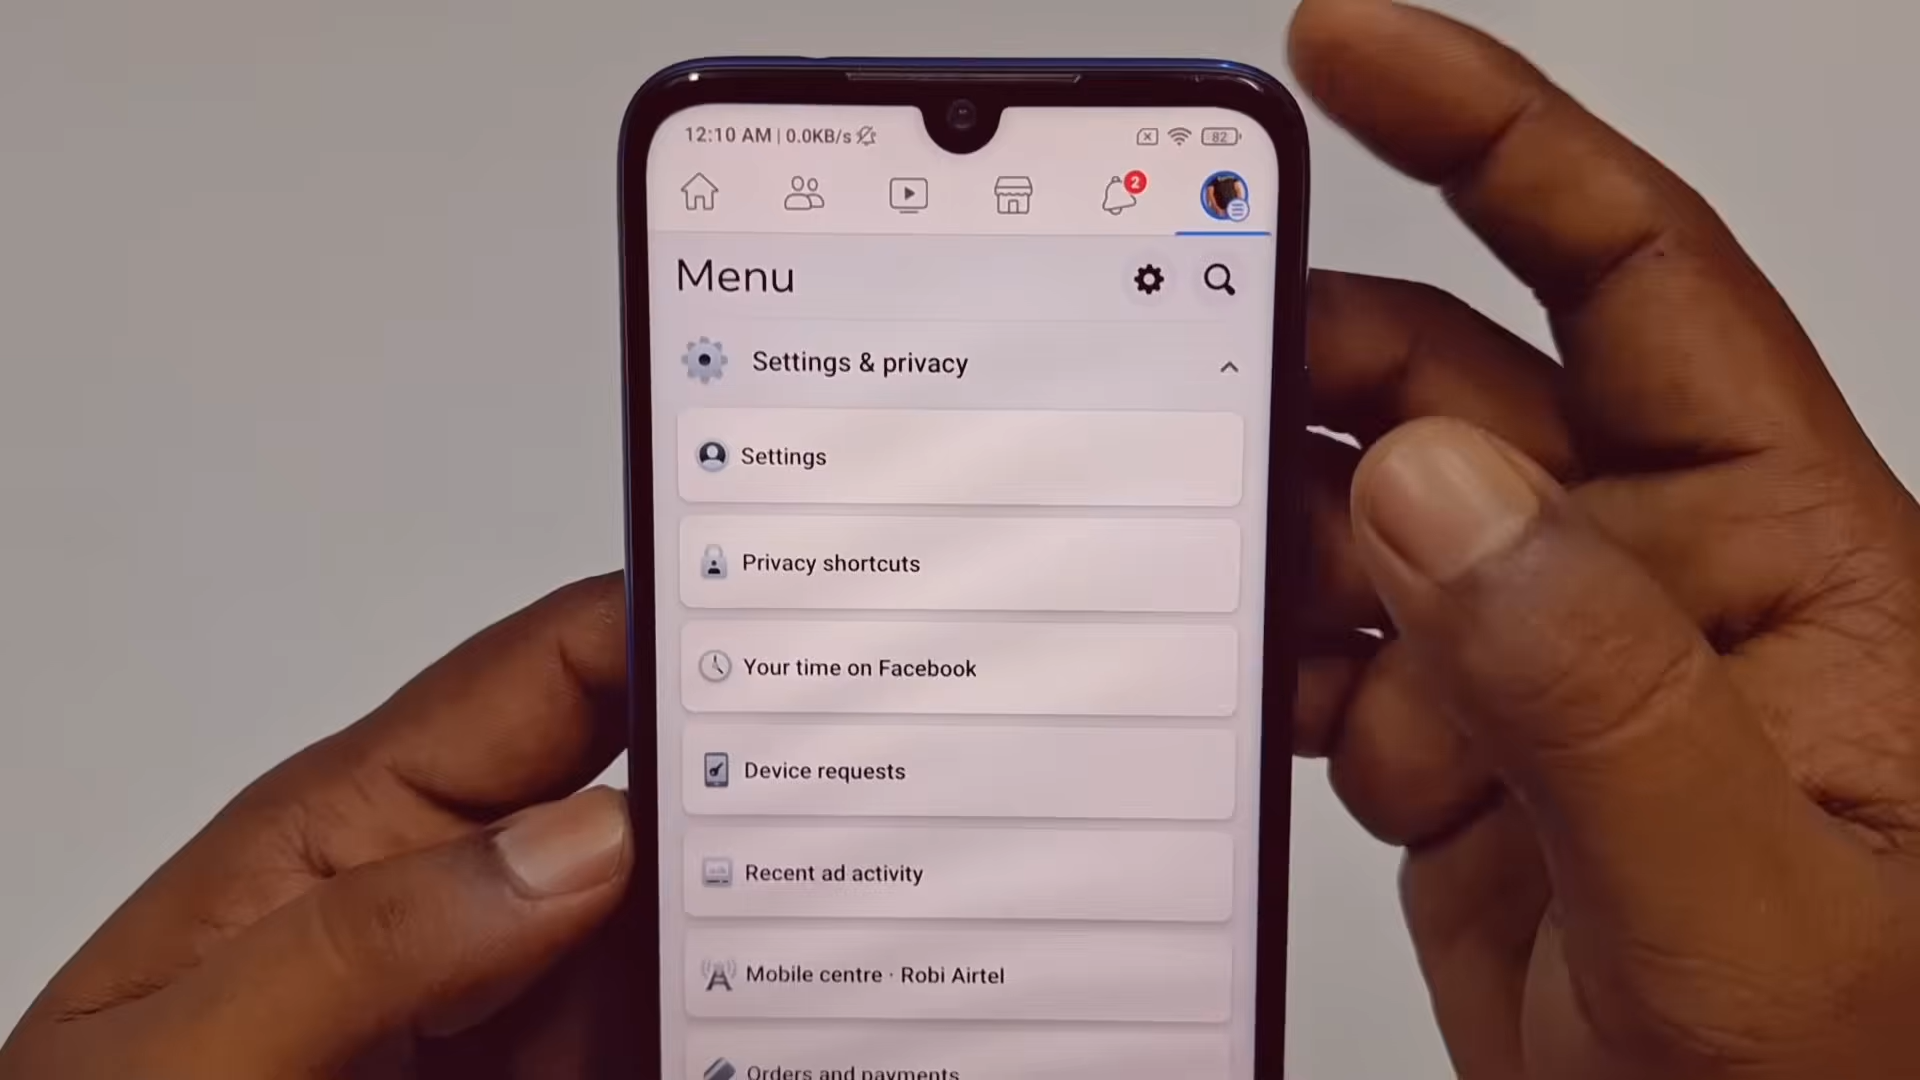 12:10 AM | 0.0KB/s
82
2
Menu
Settings & privacy
Settings
Privacy shortcuts
Your time on Facebook
Device requests
Recent ad activity
Mobile centre · Robi Airtel
Orders and payments